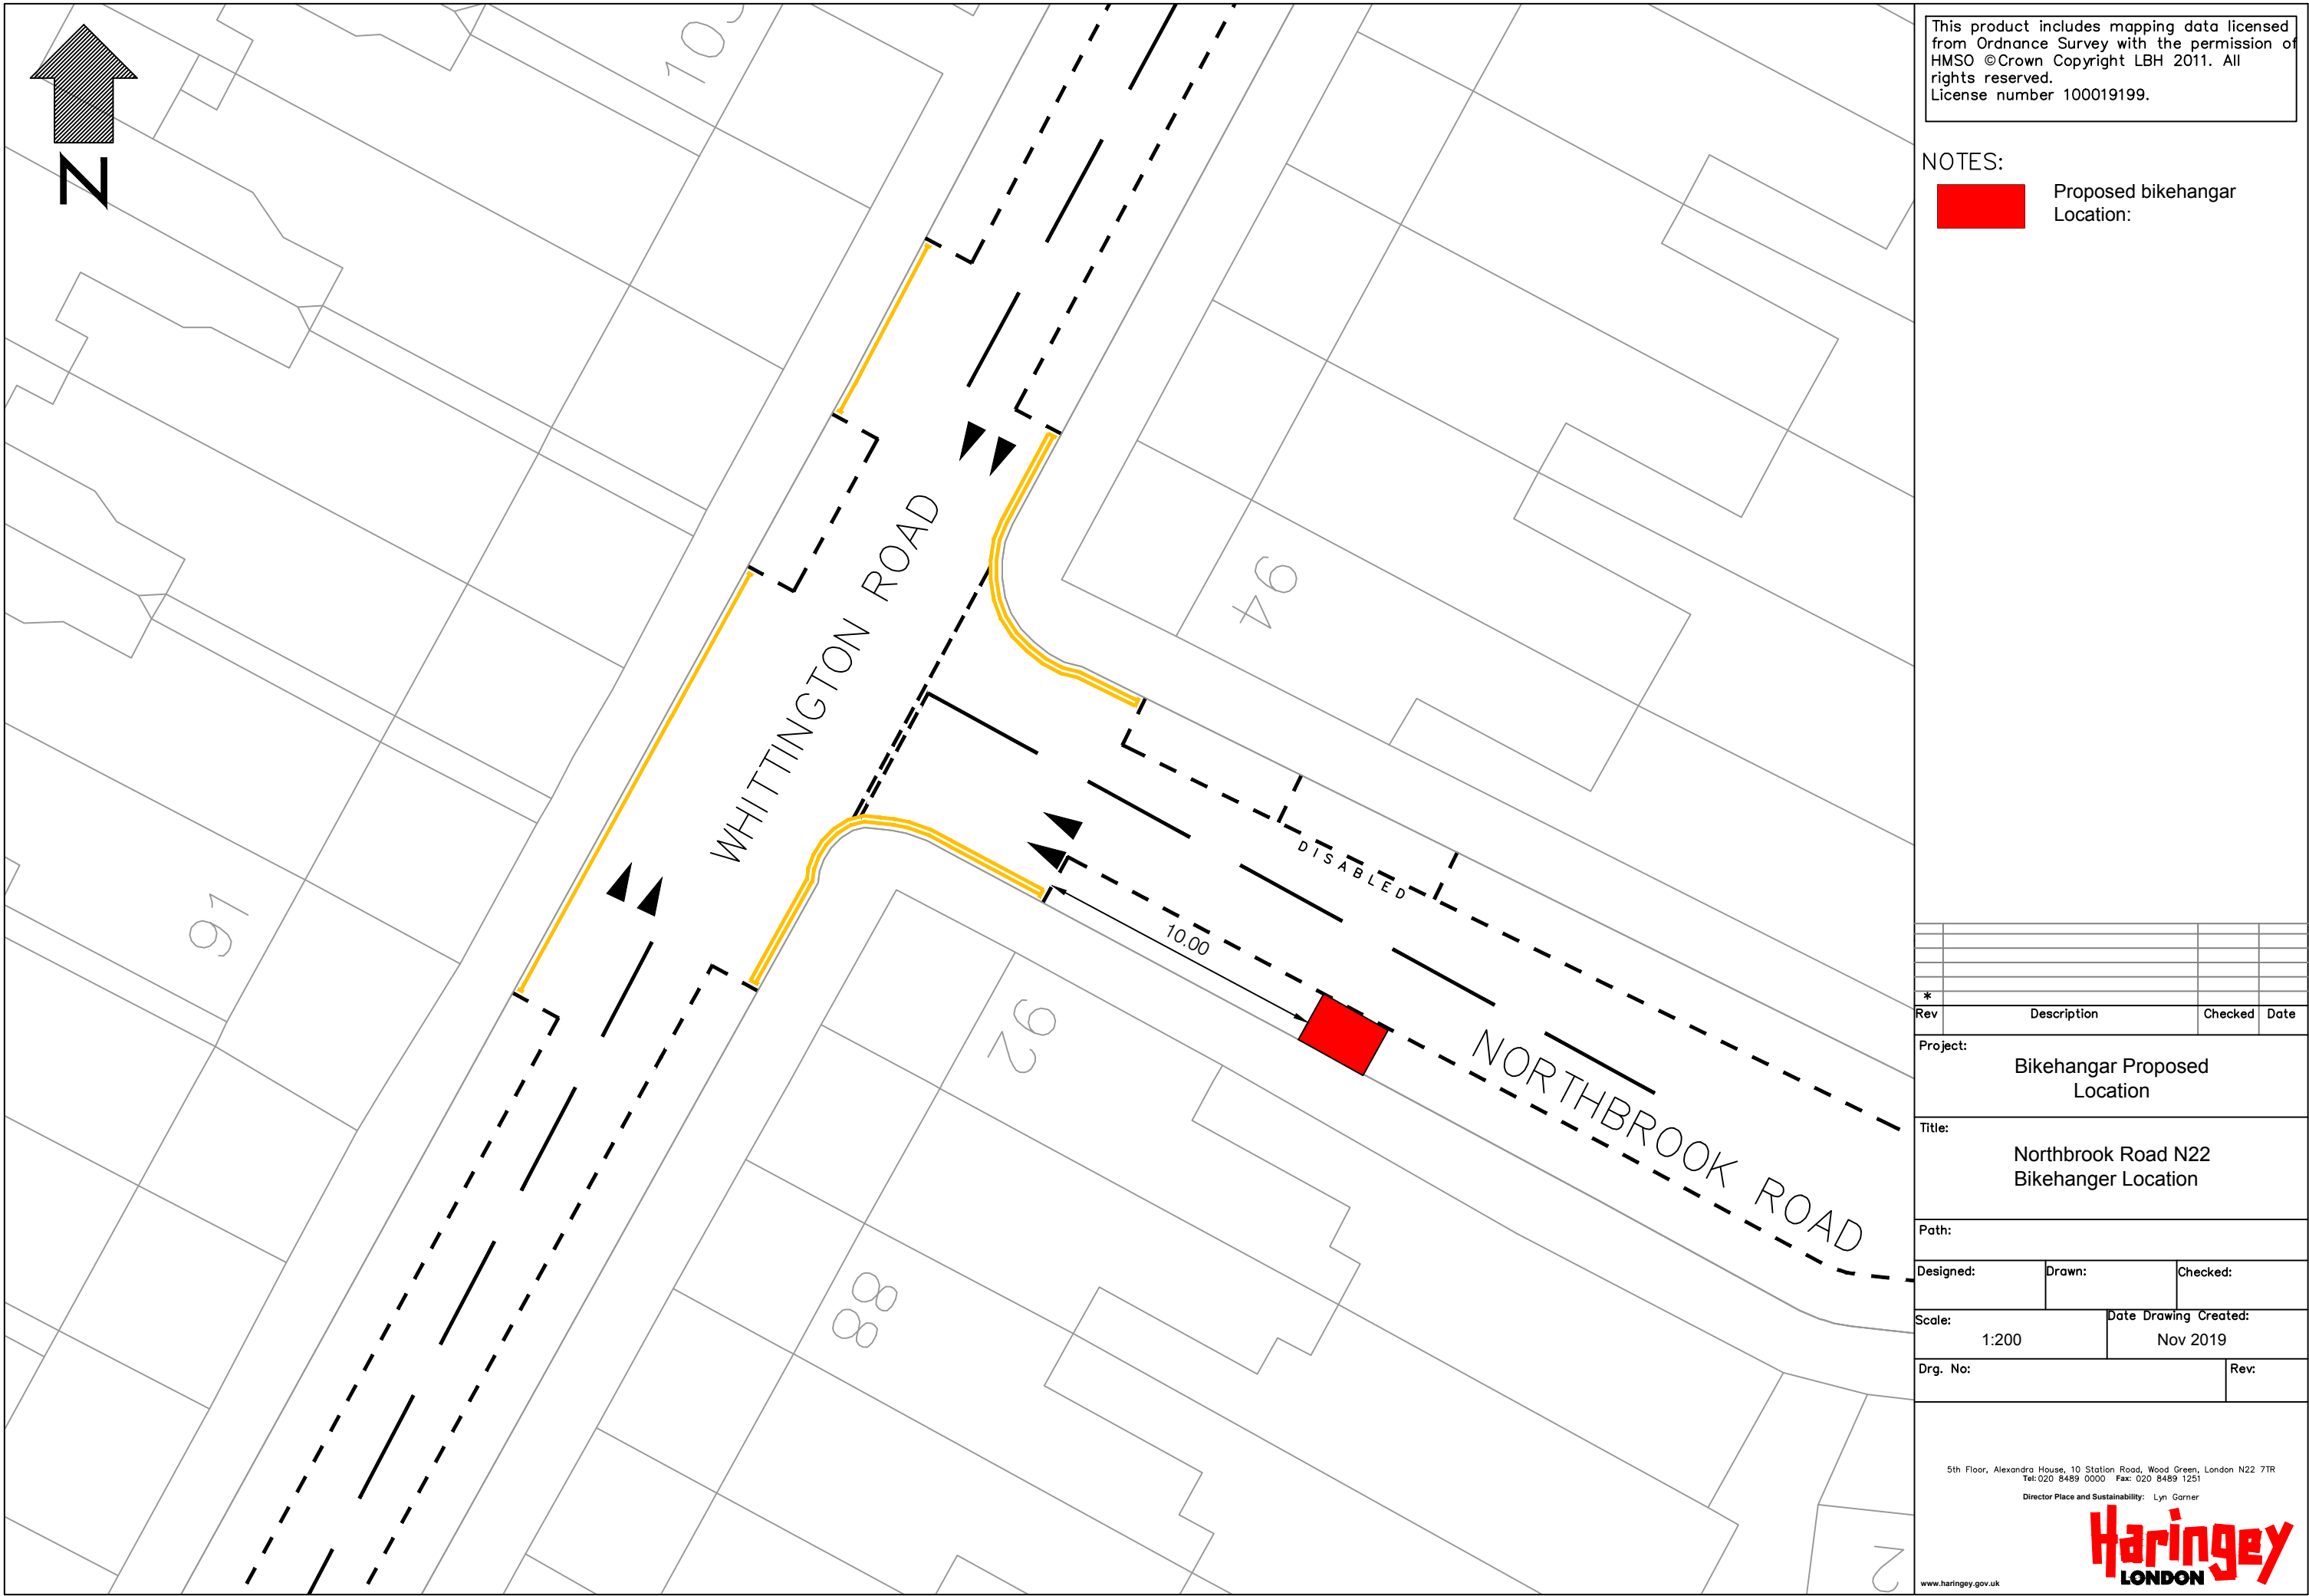 N
103
WHITTINGTON ROAD
94
DISABLED
91
10.00
92
NORTHBROOK ROAD
88
2
This product includes mapping data licensed
from Ordnance Survey with the permission of
HMSO ©Crown Copyright LBH 2011. All
rights reserved.
License number 100019199.
NOTES:
Proposed bikehangar
Location:
*
Rev Description Checked Date
Project:
Bikehangar Proposed
Location
Title:
Northbrook Road N22
Bikehanger Location
Path:
Designed: Drawn: Checked:
Scale: Date Drawing Created:
1:200 Nov 2019
Drg. No: Rev:
5th Floor, Alexandra House, 10 Station Road, Wood Green, London N22 7TR
Tel: 020 8489 0000 Fax: 020 8489 1251
Director Place and Sustainability: Lyn Garner
Haringey
LONDON
www.haringey.gov.uk